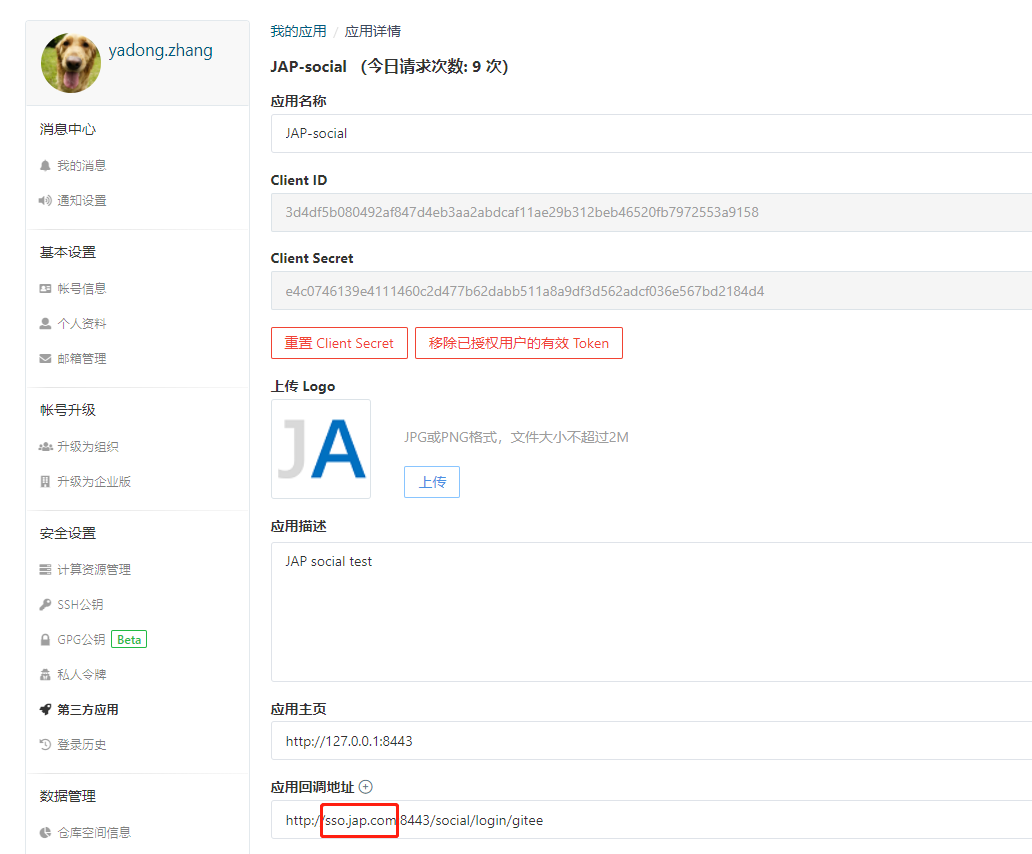 yadong.zhang
消息中心
我的消息
通知设置
基本设置
帐号信息
个人资料
邮箱管理
帐号升级
升级为组织
升级为企业版
安全设置
计算资源管理
SSH公钥
GPG公钥 Beta
私人令牌
第三方应用
登录历史
数据管理
仓库空间信息
我的应用 / 应用详情
JAP-social （今日请求次数: 9 次）
应用名称
JAP-social
Client ID
3d4df5b080492af847d4eb3aa2abdcaf11ae29b312beb46520fb7972553a9158
Client Secret
e4c0746139e4111460c2d477b62dabb511a8a9df3d562adcf036e567bd2184d4
重置 Client Secret 移除已授权用户的有效 Token
上传 Logo
JA
JPG或PNG格式，文件大小不超过2M
上传
应用描述
JAP social test
应用主页
http://127.0.0.1:8443
应用回调地址
http://sso.jap.com:8443/social/login/gitee